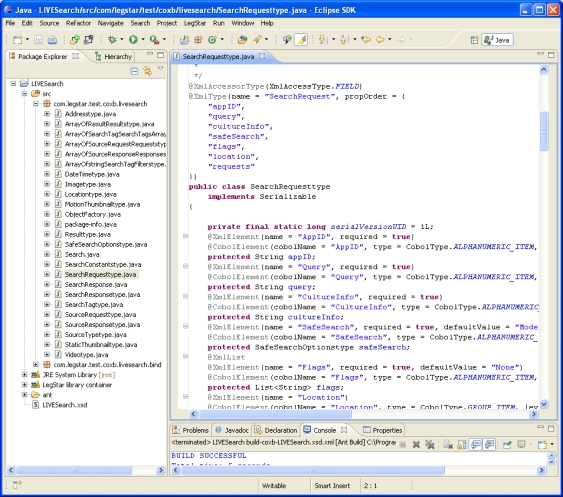 Java - LIVESearch/src/com/legstar/test/coxb/livesearch/SearchRequesttype.java - Eclipse SDK
File Edit Source Refactor Navigate Search Project LegStar Run Window Help
Java
Package Explorer
Hierarchy
LIVESearch
src
com.legstar.test.coxb.livesearch
Addresstype.java
ArrayOfResultResultstype.java
ArrayOfSearchTagSearchTagsArray
ArrayOfSourceRequestRequeststyp
ArrayOfSourceResponseResponses
ArrayOfstringSearchTagFilterstype.
DateTimetype.java
Imagetype.java
Locationtype.java
MotionThumbnailtype.java
ObjectFactory.java
package-info.java
Resulttype.java
SafeSearchOptionstype.java
Search.java
SearchConstantstype.java
SearchRequesttype.java
SearchResponse.java
SearchResponsetype.java
SearchTagtype.java
SourceRequesttype.java
SourceResponsetype.java
SourceTypetype.java
StaticThumbnailtype.java
Videotype.java
com.legstar.test.coxb.livesearch.bind
JRE System Library
LegStar library container
ant
LIVESearch.xsd
SearchRequesttype.java
*
*/
@XmlAccessorType(XmlAccessType.FIELD)
@XmlType(name = "SearchRequest", propOrder = {
"appID",
"query",
"cultureInfo",
"safeSearch",
"flags",
"location",
"requests"
})
public class SearchRequesttype
implements Serializable
{
private final static long serialVersionUID = 1L;
@XmlElement(name = "AppID", required = true)
@CobolElement(cobolName = "AppID", type = CobolType.ALPHANUMERIC_ITEM,
protected String appID;
@XmlElement(name = "Query", required = true)
@CobolElement(cobolName = "Query", type = CobolType.ALPHANUMERIC_ITEM,
protected String query;
@XmlElement(name = "CultureInfo", required = true)
@CobolElement(cobolName = "CultureInfo", type = CobolType.ALPHANUMERIC_
protected String cultureInfo;
@XmlElement(name = "SafeSearch", required = true, defaultValue = "Mode
@CobolElement(cobolName = "SafeSearch", type = CobolType.ALPHANUMERIC_
protected SafeSearchOptionstype safeSearch;
@XmlList
@XmlElement(name = "Flags", required = true, defaultValue = "None")
@CobolElement(cobolName = "Flags", type = CobolType.ALPHANUMERIC_ITEM,
protected List<String> flags;
@XmlElement(name = "Location")
@CobolElement(cobolName = "Location", type = CobolType.GROUP_ITEM, lev
Problems
Javadoc
Declaration
Console
Properties
<terminated> LIVESearch build-coxb-LIVESearch.xsd.xml [Ant Build] C:\Program
BUILD SUCCESSFUL
Total time: 5 seconds
Writable
Smart Insert
2 : 1